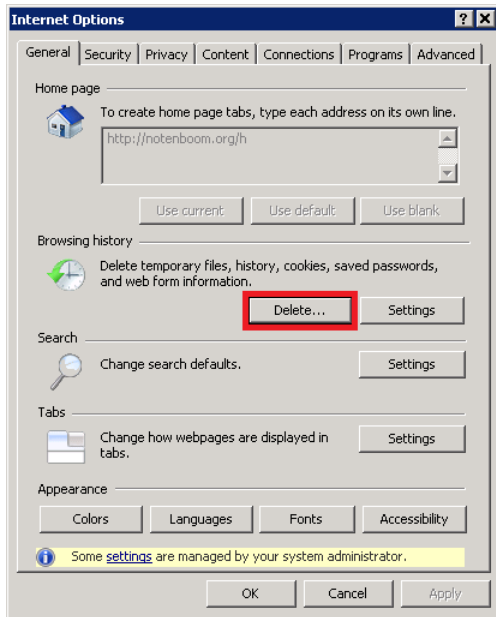 Internet Options ? X
General Security Privacy Content Connections Programs Advanced
Home page
To create home page tabs, type each address on its own line.
http://notenboom.org/h
Use current Use default Use blank
Browsing history
Delete temporary files, history, cookies, saved passwords,
and web form information.
Delete... Settings
Search
Change search defaults. Settings
Tabs
Change how webpages are displayed in
tabs.
Settings
Appearance
Colors Languages Fonts Accessibility
Some settings are managed by your system administrator.
OK Cancel Apply